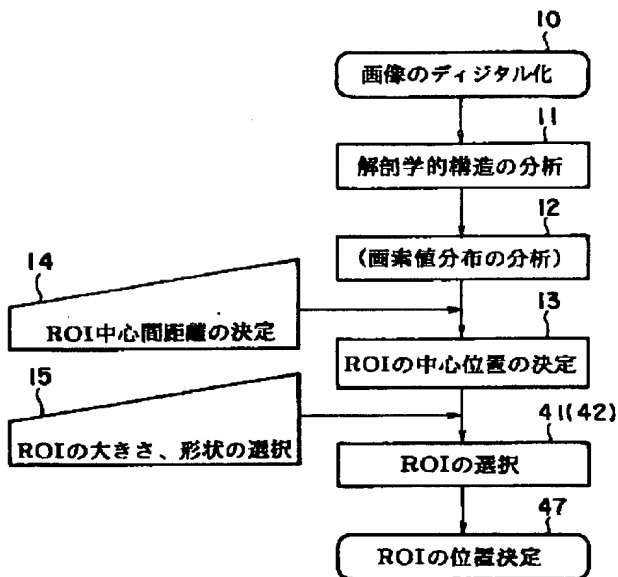 10
画像のディジタル化
11
解剖学的構造の分析
12
(画素値分布の分析)
14
ROI中心間距離の決定
13
ROIの中心位置の決定
15
ROIの大きさ、形状の選択
41(42)
ROIの選択
47
ROIの位置決定